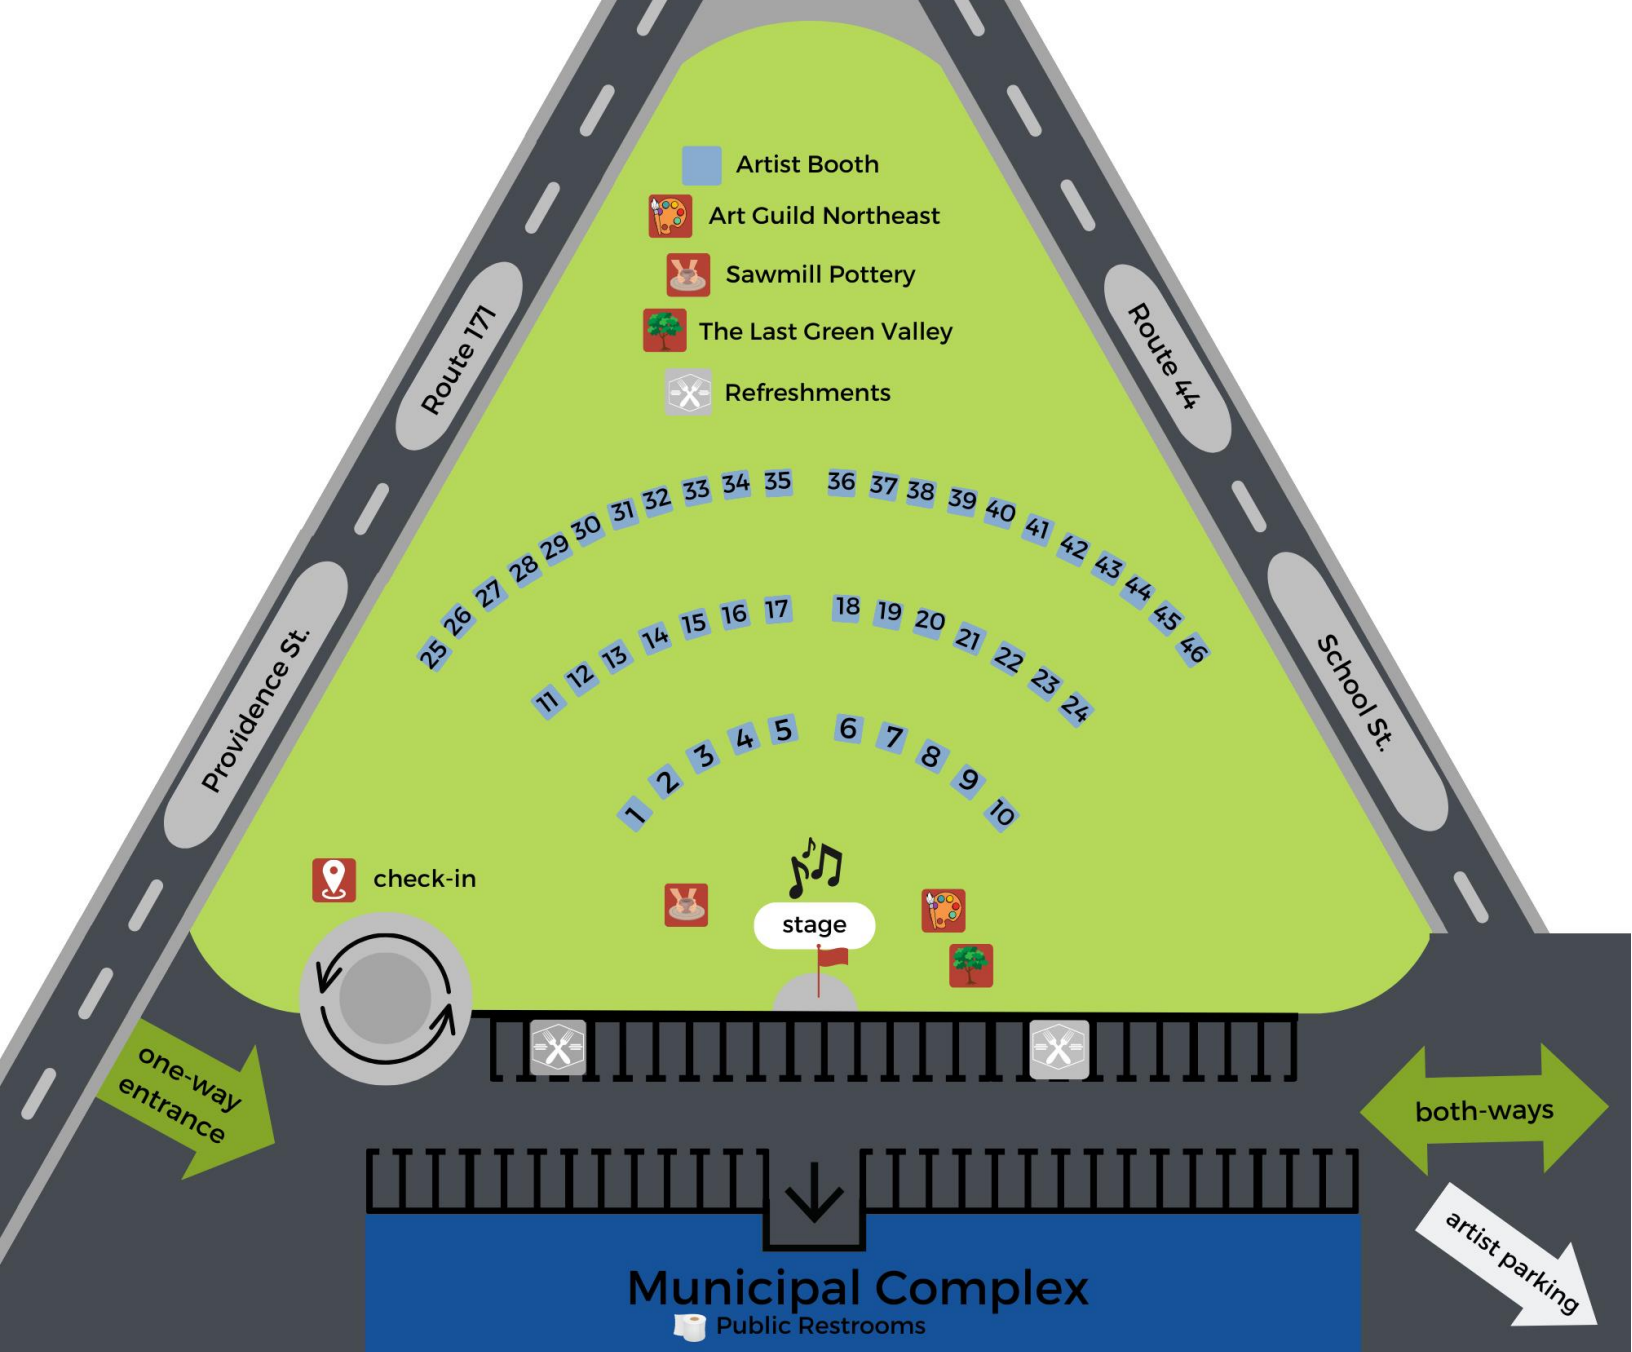 Artist Booth
Art Guild Northeast
Sawmill Pottery
The Last Green Valley
Refreshments
Route 171
Route 44
Providence St.
School St.
25 26 27 28 29 30 31 32 33 34 35 36 37 38 39 40 41 42 43 44 45 46
11 12 13 14 15 16 17 18 19 20 21 22 23 24
1 2 3 4 5 6 7 8 9 10
check-in
stage
one-way
entrance
both-ways
artist parking
Municipal Complex
Public Restrooms